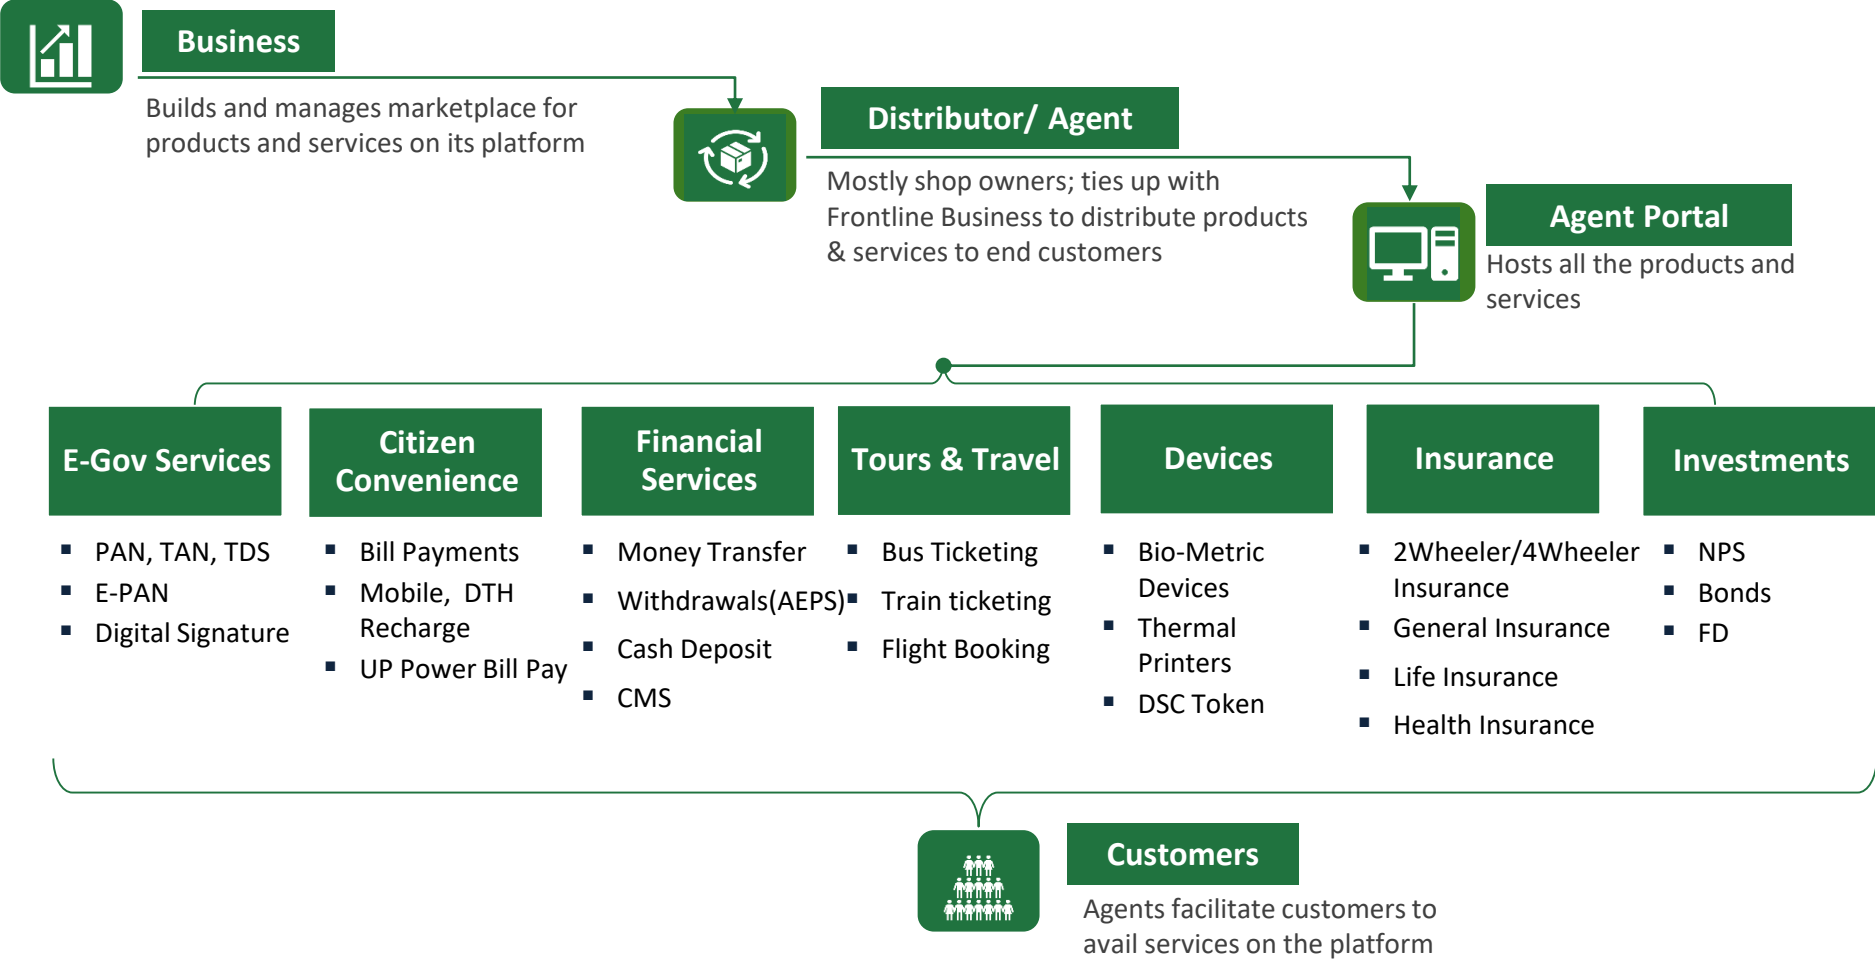 Business
Builds and manages marketplace for
products and services on its platform
Distributor/ Agent
Mostly shop owners; ties up with
Frontline Business to distribute products
& services to end customers
Agent Portal
Hosts all the products and
services
E-Gov Services
PAN, TAN, TDS
E-PAN
Digital Signature
Citizen
Convenience
Bill Payments
Mobile, DTH
Recharge
UP Power Bill Pay
Financial
Services
Money Transfer
Withdrawals(AEPS)
Cash Deposit
CMS
Tours & Travel
Bus Ticketing
Train ticketing
Flight Booking
Devices
Bio-Metric
Devices
Thermal
Printers
DSC Token
Insurance
2Wheeler/4Wheeler
Insurance
General Insurance
Life Insurance
Health Insurance
Investments
NPS
Bonds
FD
Customers
Agents facilitate customers to
avail services on the platform